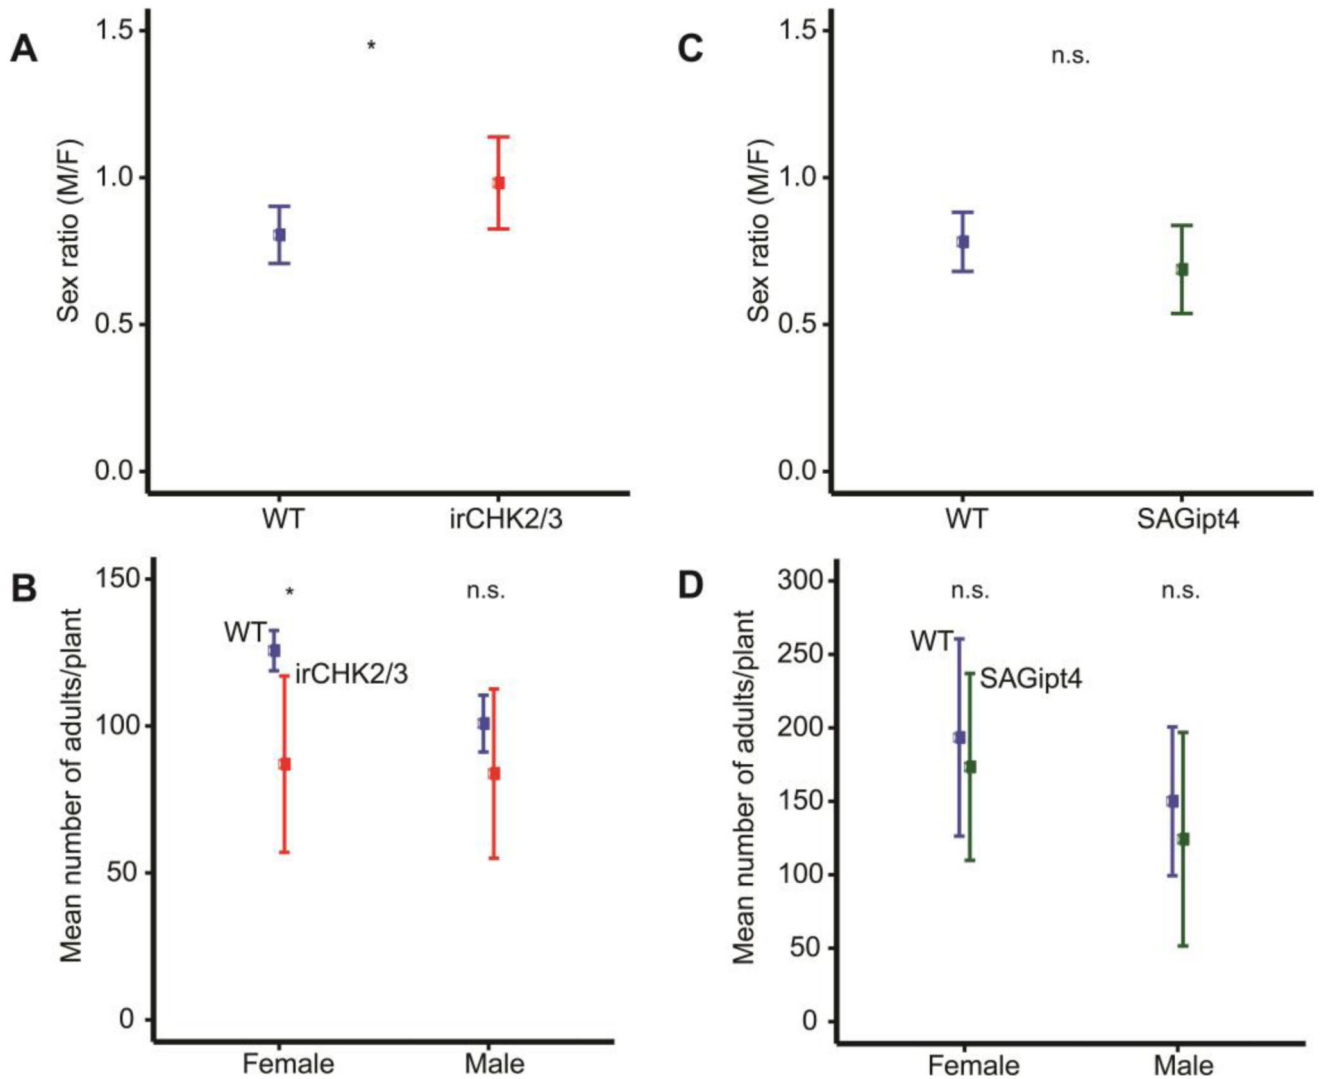 A
Sex ratio (M/F)
1.5
1.0
0.5
0.0
*
WT
irCHK2/3
C
Sex ratio (M/F)
1.5
1.0
0.5
0.0
n.s.
WT
SAGipt4
B
Mean number of adults/plant
150
100
50
0
*
n.s.
WT
irCHK2/3
Female
Male
D
Mean number of adults/plant
300
250
200
150
100
50
0
n.s.
n.s.
WT
SAGipt4
Female
Male